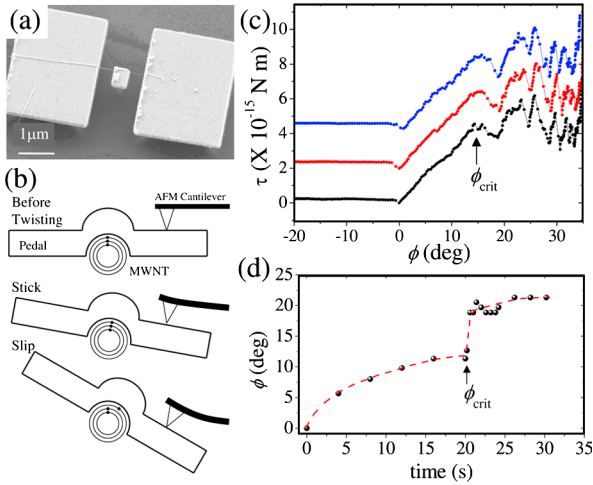 (a)
1μm
(b)
Before
Twisting
AFM Cantilever
Pedal
MWNT
Stick
Slip
(c)
τ (X 10⁻¹⁵ N m)
10
8
6
4
2
0
ϕcrit
-20 -10 0 10 20 30
ϕ (deg)
(d)
ϕ (deg)
25
20
15
10
5
0
ϕcrit
0 5 10 15 20 25 30 35
time (s)